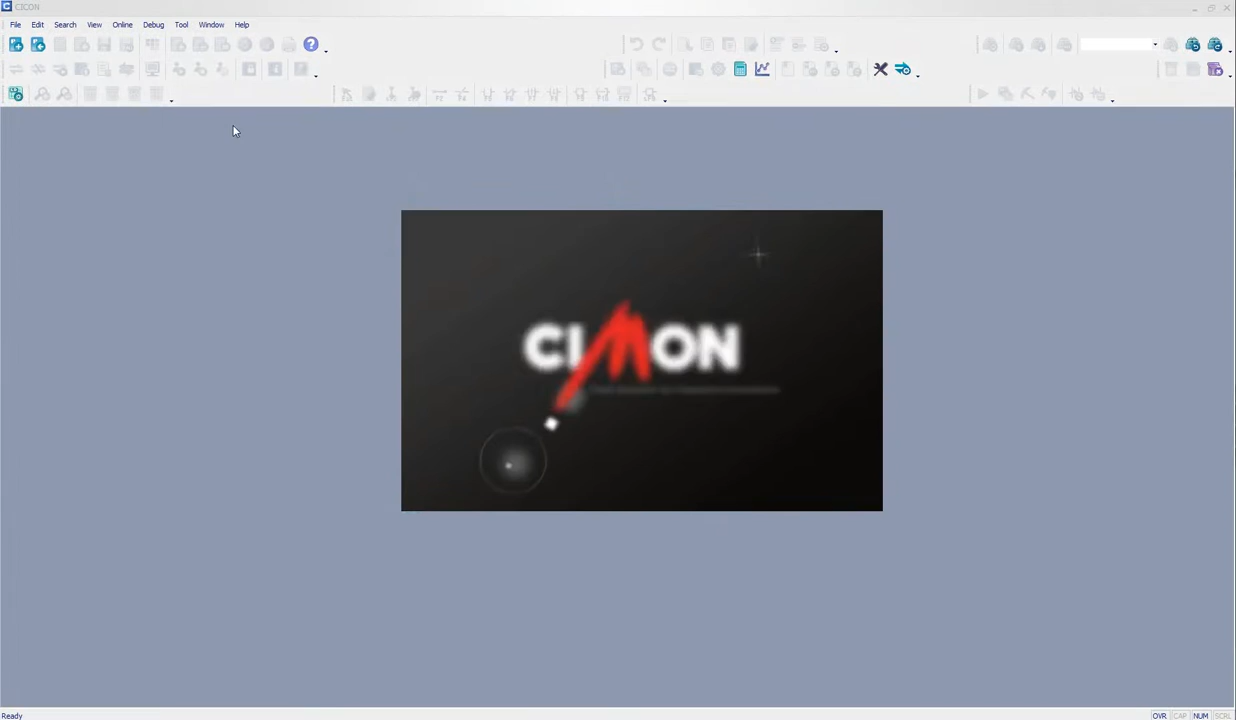 CICON
File Edit Search View Online Debug Tool Window Help
CIMON
Ready
OVR CAP NUM SCRL